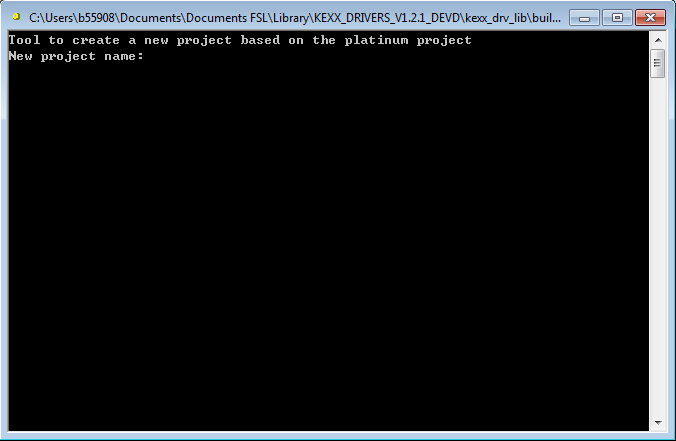 C:\Users\b55908\Documents\Documents FSL\Library\KEXX_DRIVERS_V1.2.1_DEVD\kexx_drv_lib\buil...
Tool to create a new project based on the platinum project
New project name: